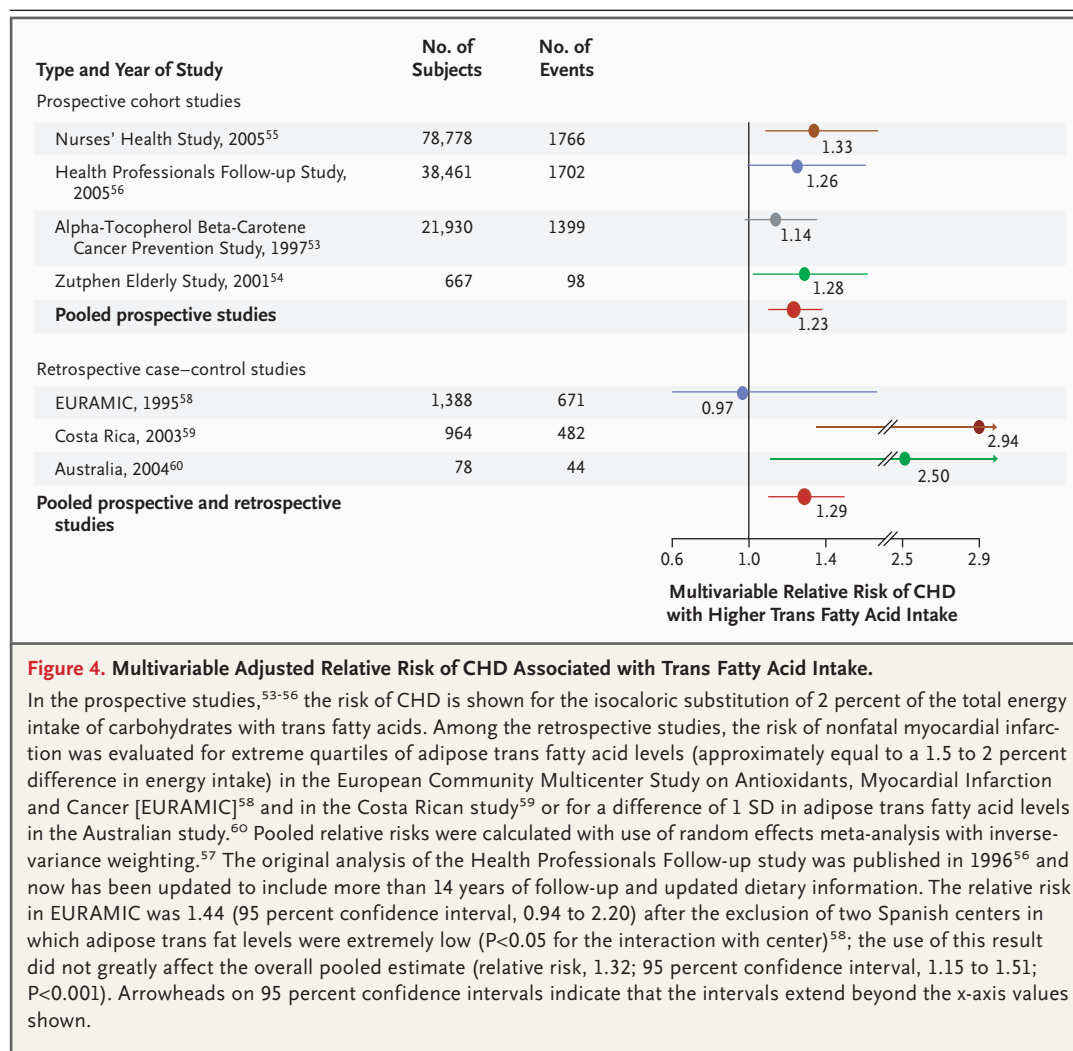 No. of No. of
Type and Year of Study Subjects Events
Prospective cohort studies
Nurses’ Health Study, 2005⁵⁵ 78,778 1766
1.33
Health Professionals Follow-up Study, 38,461 1702
2005⁵⁶
1.26
Alpha-Tocopherol Beta-Carotene 21,930 1399
Cancer Prevention Study, 1997⁵³
1.14
Zutphen Elderly Study, 2001⁵⁴ 667 98
1.28
Pooled prospective studies
1.23
Retrospective case–control studies
EURAMIC, 1995⁵⁸ 1,388 671
0.97
Costa Rica, 2003⁵⁹ 964 482
2.94
Australia, 2004⁶⁰ 78 44
2.50
Pooled prospective and retrospective
studies
1.29
0.6 1.0 1.4 2.5 2.9
Multivariable Relative Risk of CHD
with Higher Trans Fatty Acid Intake
Figure 4. Multivariable Adjusted Relative Risk of CHD Associated with Trans Fatty Acid Intake.
In the prospective studies,⁵³⁻⁵⁶ the risk of CHD is shown for the isocaloric substitution of 2 percent of the total energy
intake of carbohydrates with trans fatty acids. Among the retrospective studies, the risk of nonfatal myocardial infarc-
tion was evaluated for extreme quartiles of adipose trans fatty acid levels (approximately equal to a 1.5 to 2 percent
difference in energy intake) in the European Community Multicenter Study on Antioxidants, Myocardial Infarction
and Cancer [EURAMIC]⁵⁸ and in the Costa Rican study⁵⁹ or for a difference of 1 SD in adipose trans fatty acid levels
in the Australian study.⁶⁰ Pooled relative risks were calculated with use of random effects meta-analysis with inverse-
variance weighting.⁵⁷ The original analysis of the Health Professionals Follow-up study was published in 1996⁵⁶ and
now has been updated to include more than 14 years of follow-up and updated dietary information. The relative risk
in EURAMIC was 1.44 (95 percent confidence interval, 0.94 to 2.20) after the exclusion of two Spanish centers in
which adipose trans fat levels were extremely low (P<0.05 for the interaction with center)⁵⁸; the use of this result
did not greatly affect the overall pooled estimate (relative risk, 1.32; 95 percent confidence interval, 1.15 to 1.51;
P<0.001). Arrowheads on 95 percent confidence intervals indicate that the intervals extend beyond the x-axis values
shown.